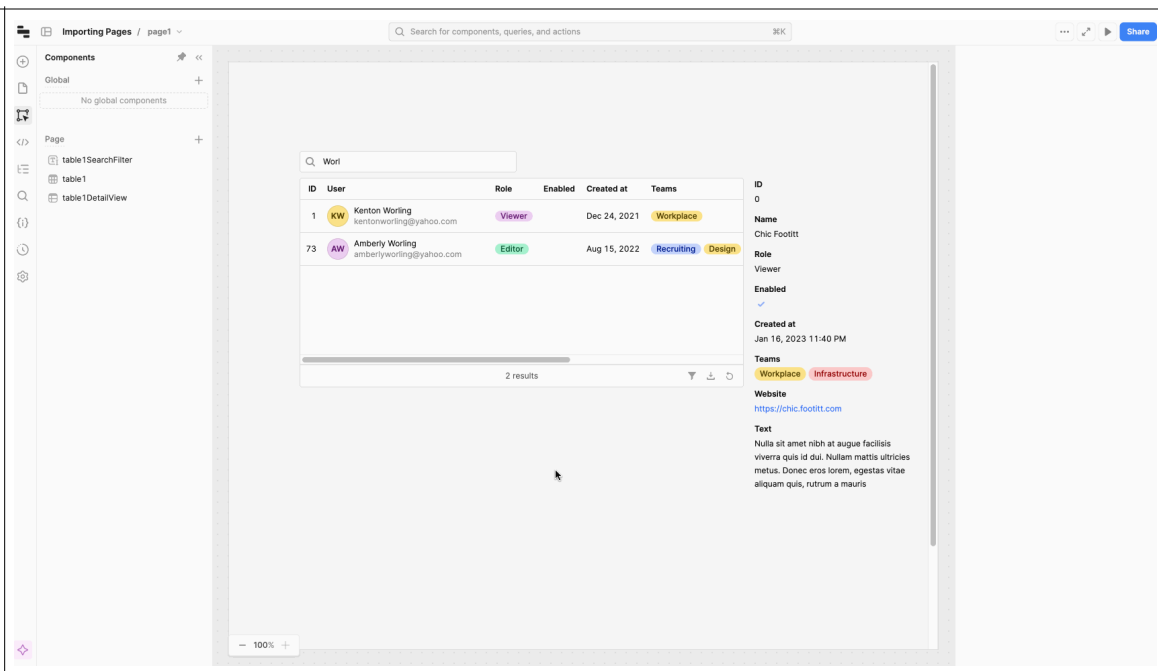 Importing Pages / page1
Search for components, queries, and actions
⌘K
Share
Components
Global
No global components
Page
table1SearchFilter
table1
table1DetailView
Worl
ID User Role Enabled Created at Teams
1 KW Kenton Worling Viewer Dec 24, 2021 Workplace
kentonworling@yahoo.com
73 AW Amberly Worling Editor Aug 15, 2022 Recruiting Design
amberlyworling@yahoo.com
2 results
ID
0
Name
Chic Footitt
Role
Viewer
Enabled
Created at
Jan 16, 2023 11:40 PM
Teams
Workplace Infrastructure
Website
https://chic.footitt.com
Text
Nulla sit amet nibh at augue facilisis
viverra quis id dui. Nullam mattis ultricies
metus. Donec eros lorem, egestas vitae
aliquam quis, rutrum a mauris
− 100% +